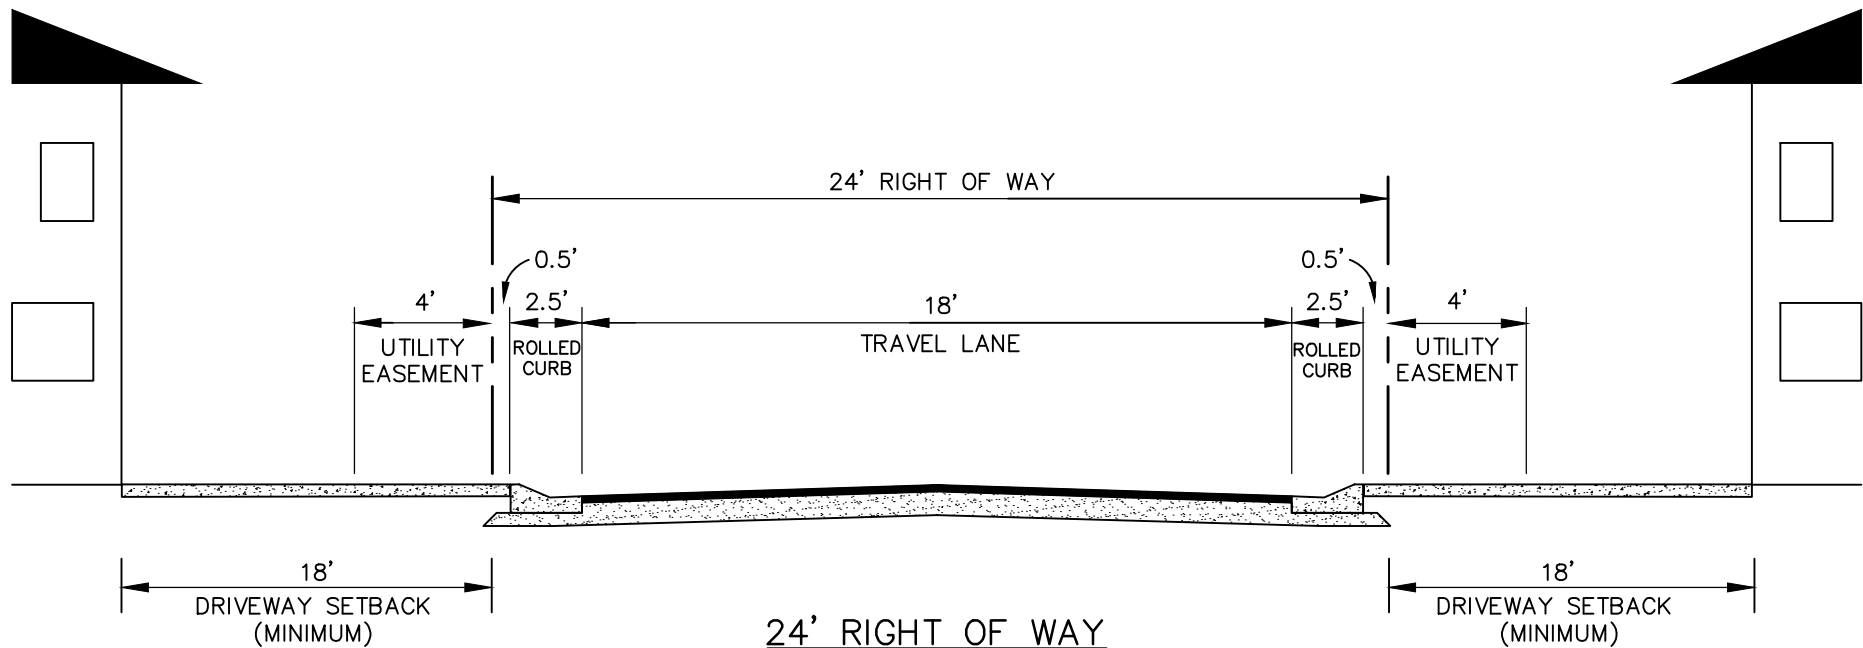 24' RIGHT OF WAY
0.5'
0.5'
4'
2.5'
18'
2.5'
4'
UTILITY
EASEMENT
ROLLED
CURB
TRAVEL LANE
ROLLED
CURB
UTILITY
EASEMENT
18'
DRIVEWAY SETBACK
(MINIMUM)
18'
DRIVEWAY SETBACK
(MINIMUM)
24' RIGHT OF WAY